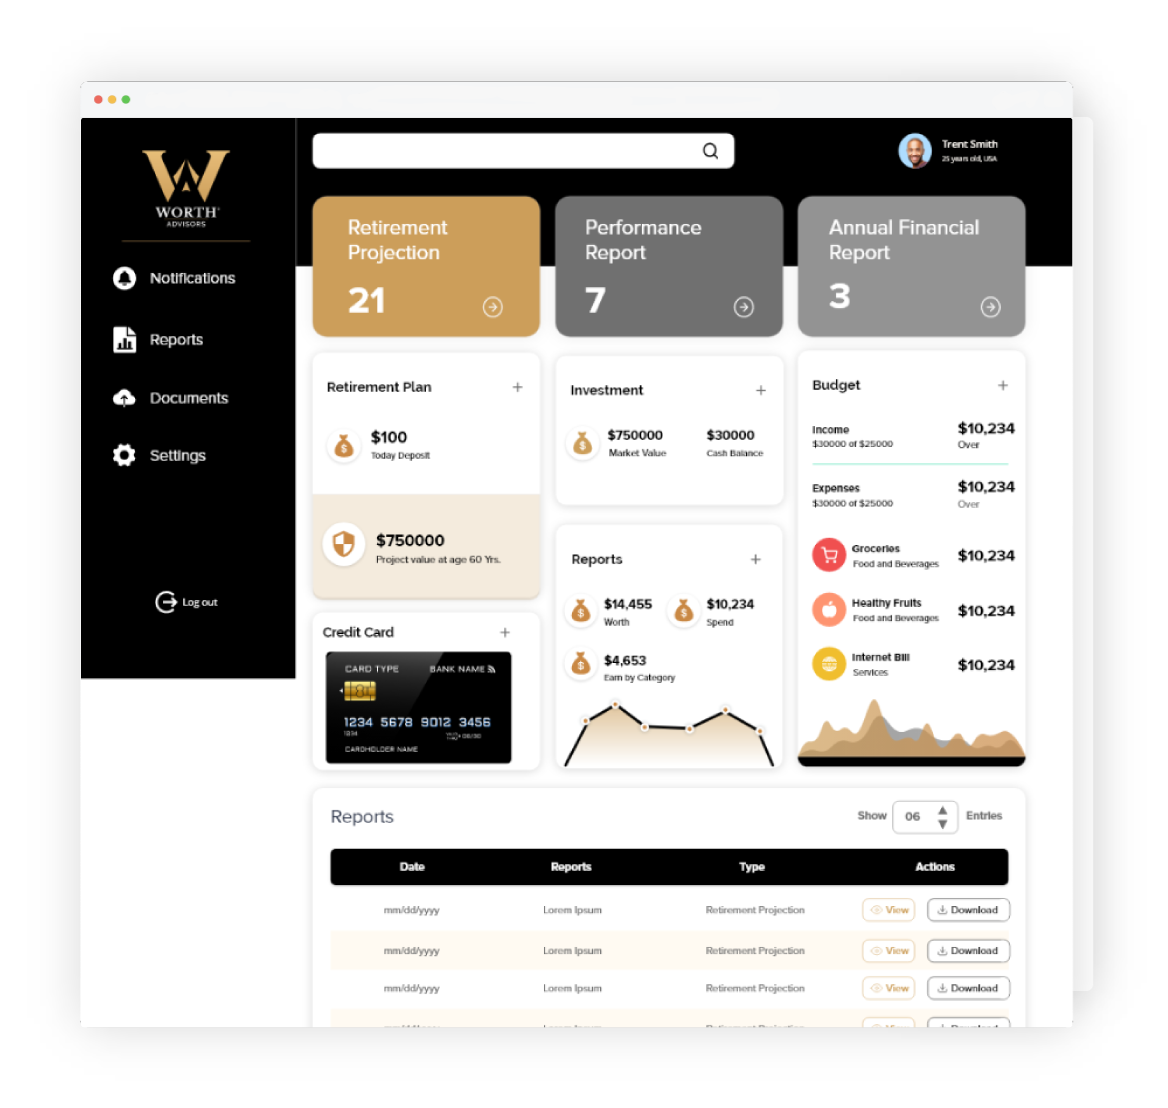 WORTH
ADVISORS
Notifications
Reports
Documents
Settings
Log out
Trent Smith
25 years old, USA
Retirement
Projection
21
Performance
Report
7
Annual Financial
Report
3
Retirement Plan
$100
Today Deposit
$750000
Project value at age 60 Yrs.
Credit Card
CARD TYPE BANK NAME
1234 5678 9012 3456
1234
CARDHOLDER NAME
Investment
$750000 $30000
Market Value Cash Balance
Reports
$14,455 $10,234
Worth Spend
$4,653
Earn by Category
Budget
Income $10,234
$30000 of $25000 Over
Expenses $10,234
$30000 of $25000 Over
Groceries
Food and Beverages $10,234
Healthy Fruits
Food and Beverages $10,234
Internet Bill
Services $10,234
Reports Show 06 Entries
Date Reports Type Actions
mm/dd/yyyy Lorem Ipsum Retirement Projection View Download
mm/dd/yyyy Lorem Ipsum Retirement Projection View Download
mm/dd/yyyy Lorem Ipsum Retirement Projection View Download